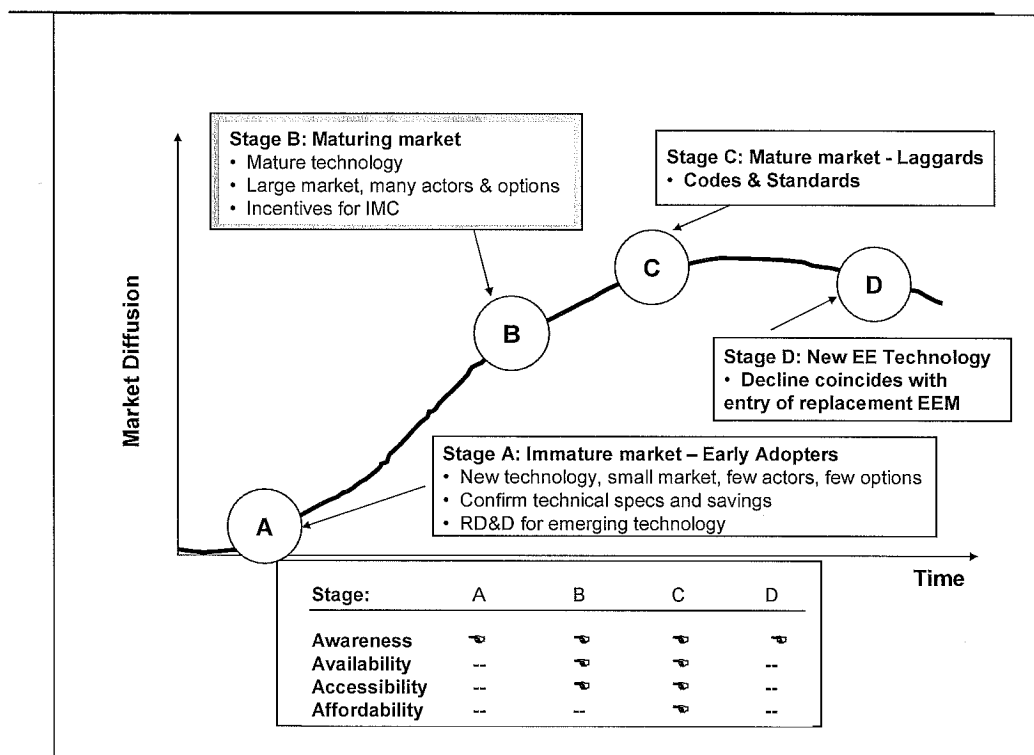 Stage B: Maturing market
• Mature technology
• Large market, many actors & options
• Incentives for IMC
Stage C: Mature market - Laggards
• Codes & Standards
C
D
B
Stage D: New EE Technology
• Decline coincides with
entry of replacement EEM
Market Diffusion
Stage A: Immature market – Early Adopters
• New technology, small market, few actors, few options
• Confirm technical specs and savings
• RD&D for emerging technology
A
Time
Stage: A B C D
Awareness ☜ ☜ ☜ ☜
Availability -- ☜ ☜ --
Accessibility -- ☜ ☜ --
Affordability -- -- ☜ --